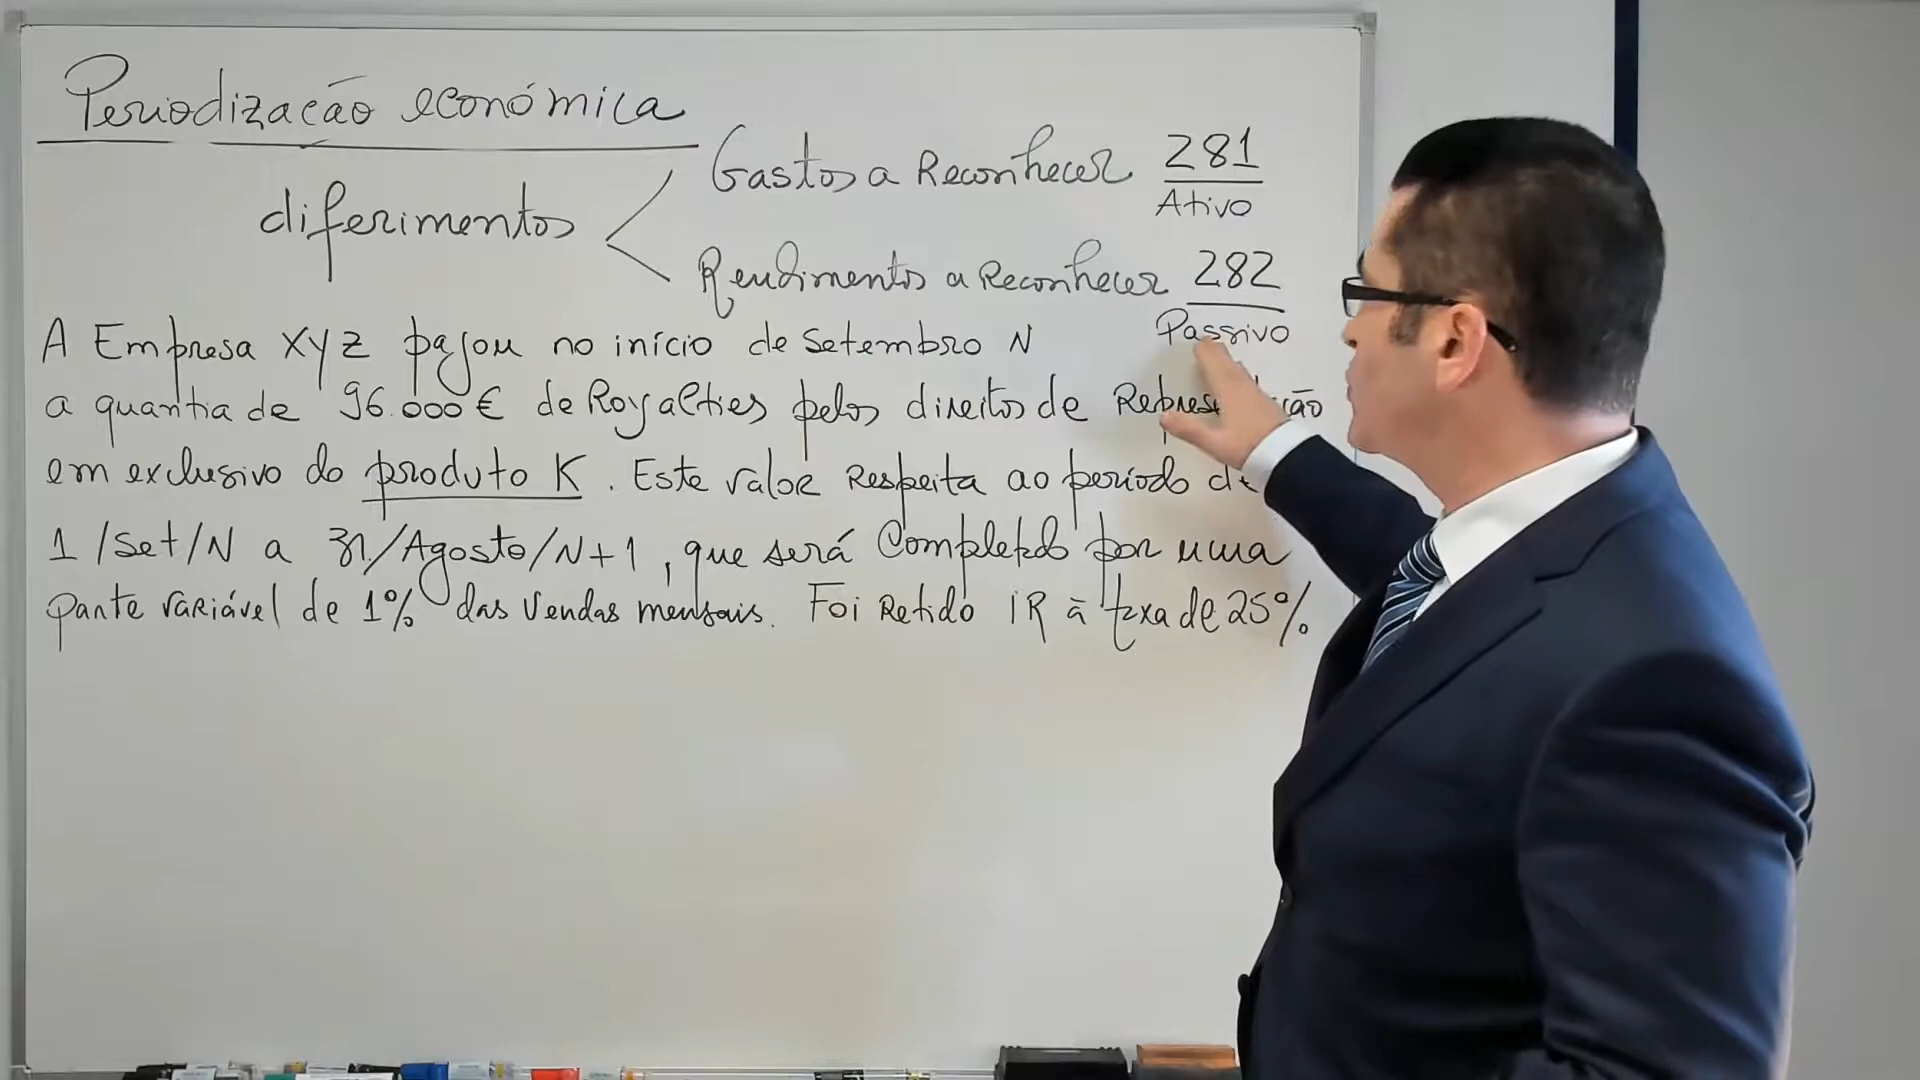 Periodização económica
diferimentos
Gastos a Reconhecer 281
Ativo
Rendimentos a Reconhecer 282
Passivo
A Empresa XYZ pagou no início de Setembro N
a quantia de 96.000€ de Royalties pelos direitos de
em exclusivo do produto K. Este valor Respeita ao período de
1/Set/N a 31/Agosto/N+1, que será Completado por uma
parte variável de 1% das vendas mensais. Foi Retido IR à taxa de 25%